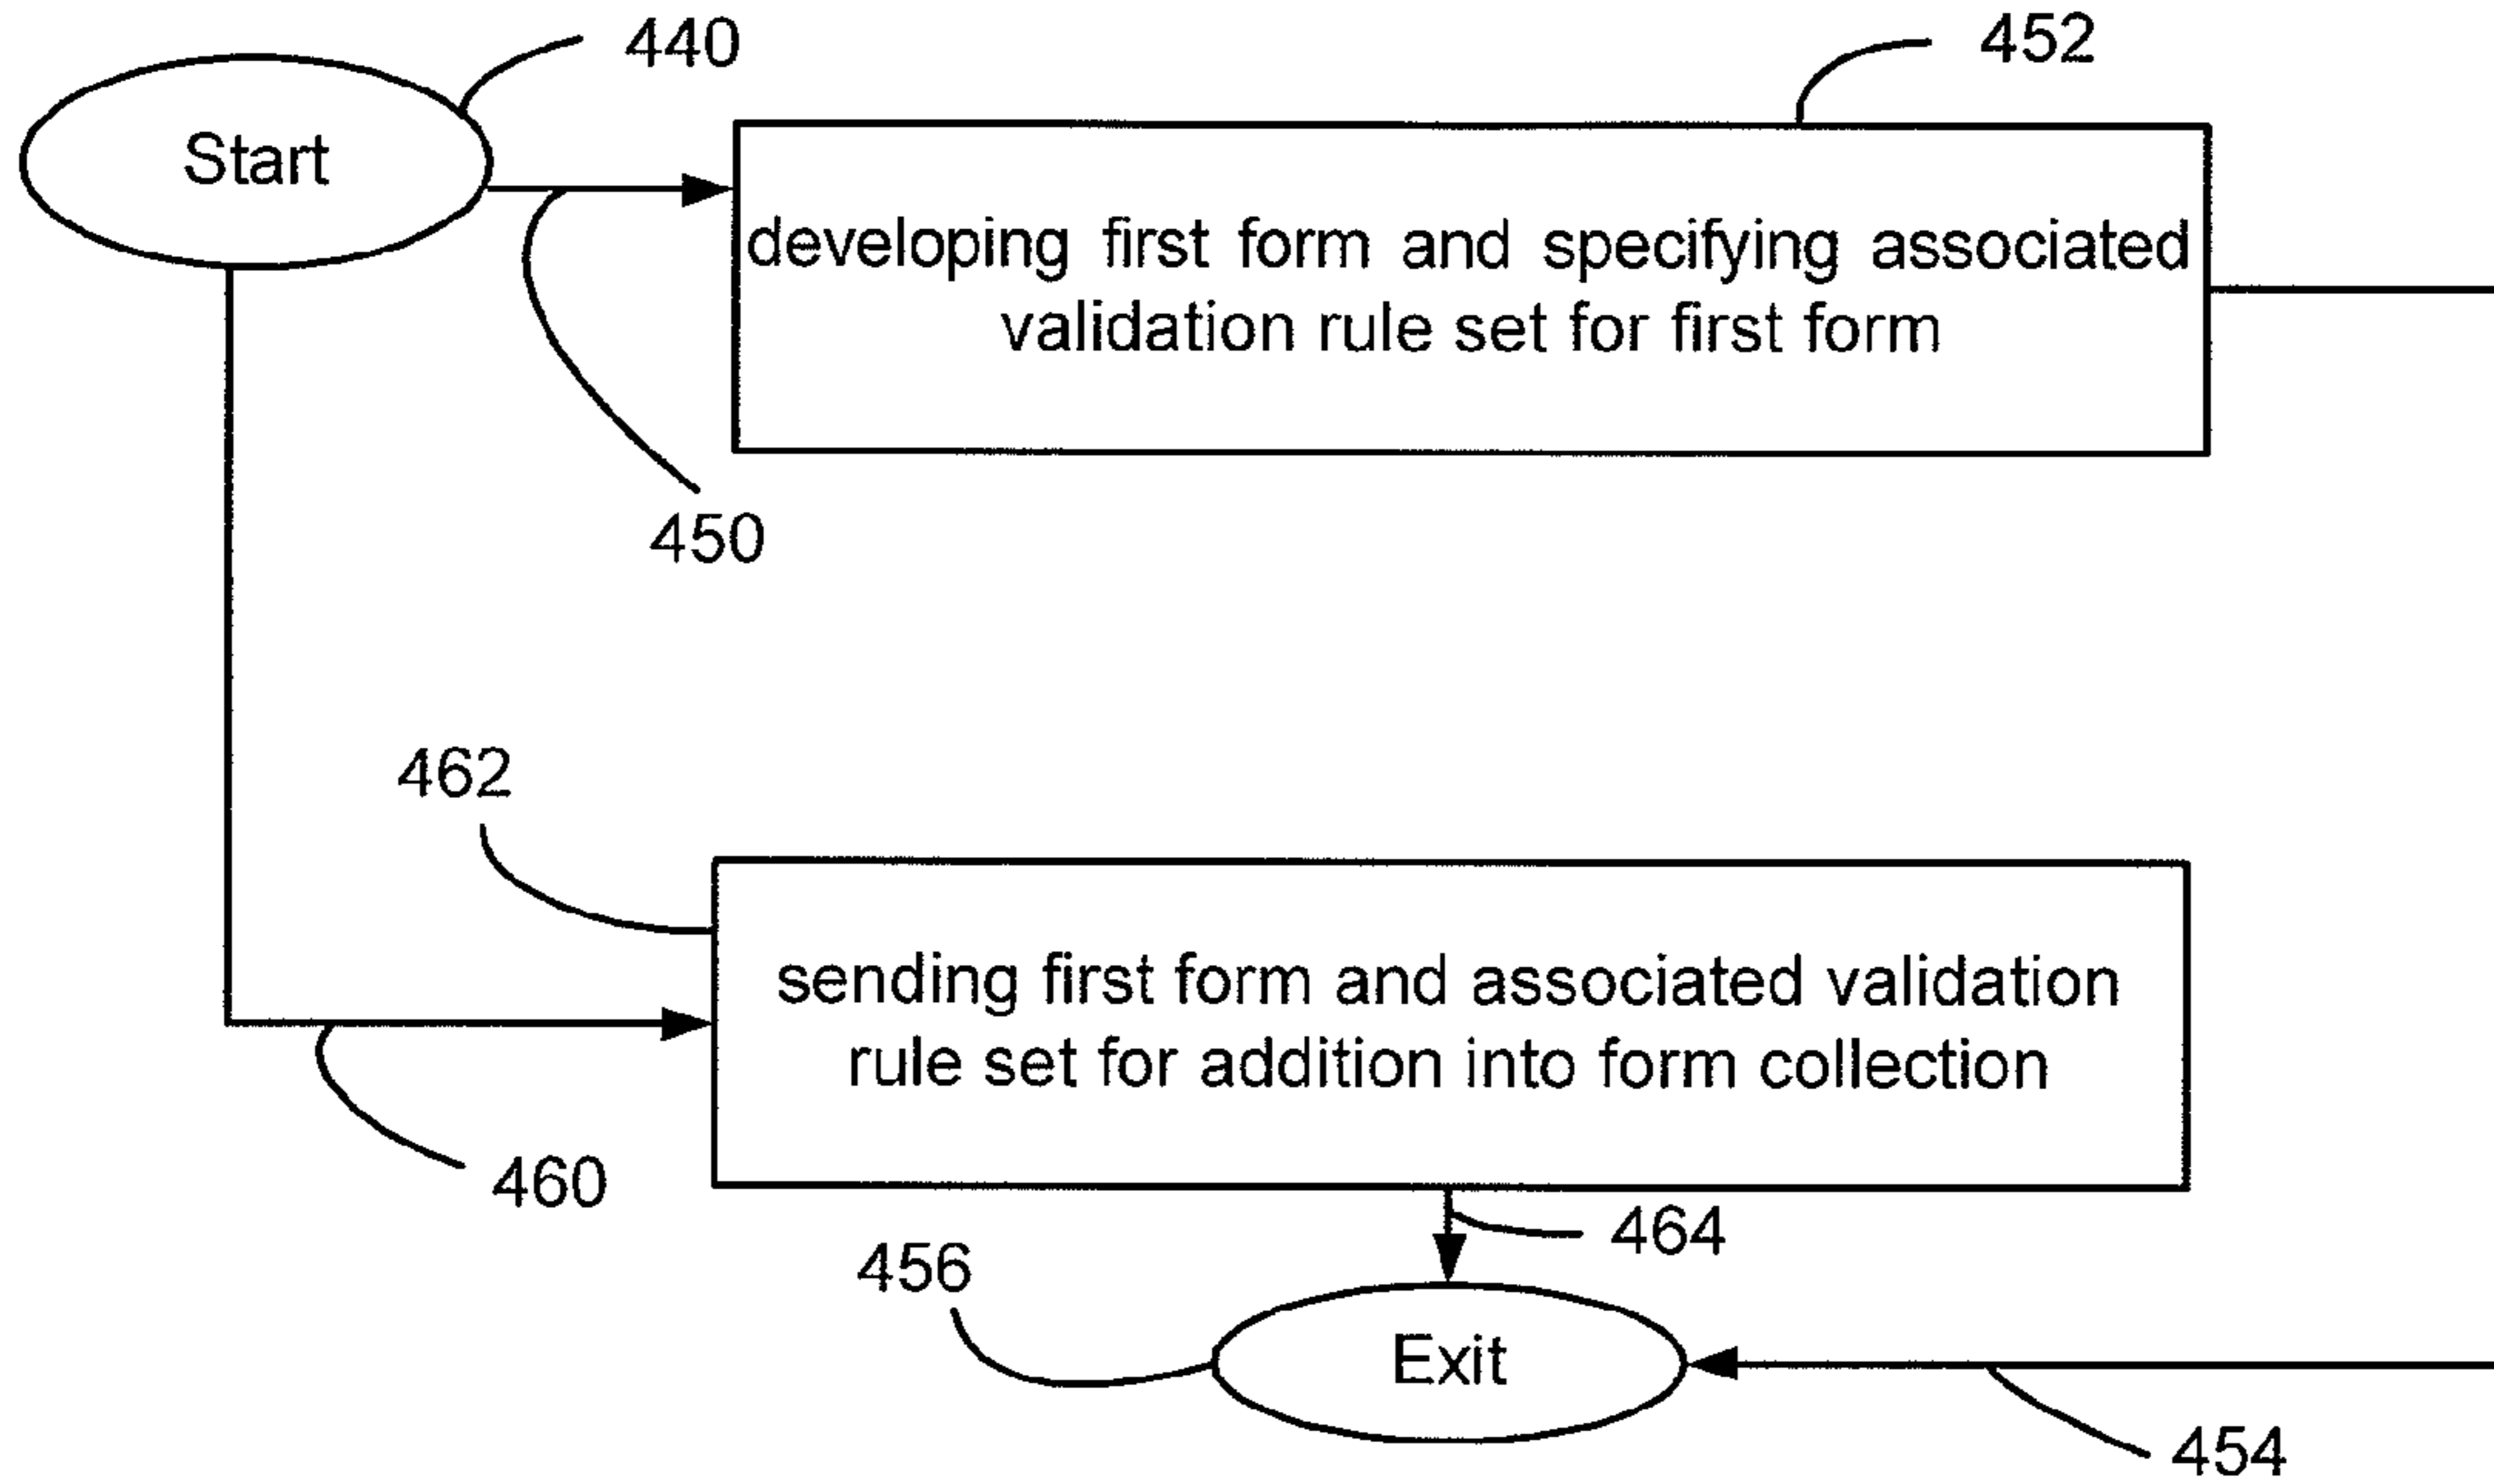 440
452
Start
developing first form and specifying associated
validation rule set for first form
450
462
sending first form and associated validation
rule set for addition into form collection
460
464
456
Exit
454